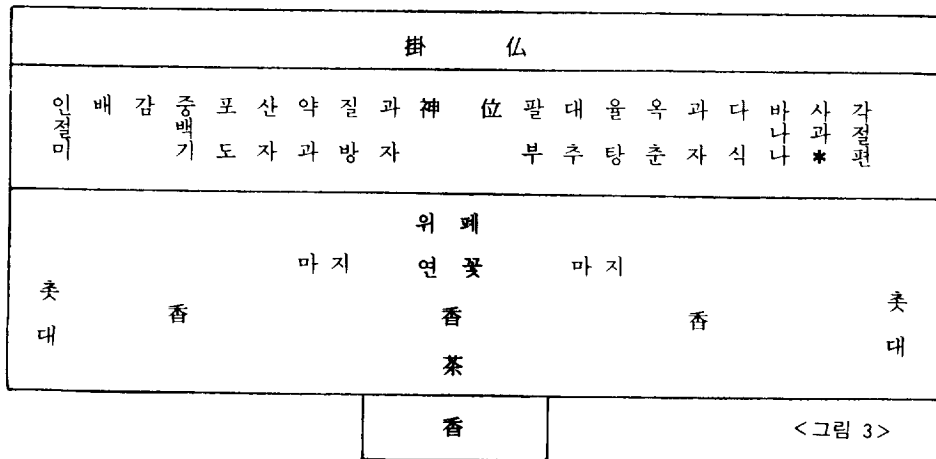 掛 仏
인절미 배 감 중백기 포도 산자 약과 질방 과자 神 位 팔부 대추 율탕 옥춘 과자 다식 바나나 사과* 각절편
위 폐
마지 연 꽃 마지
촛대 香 香 香 촛대
茶
香
<그림 3>